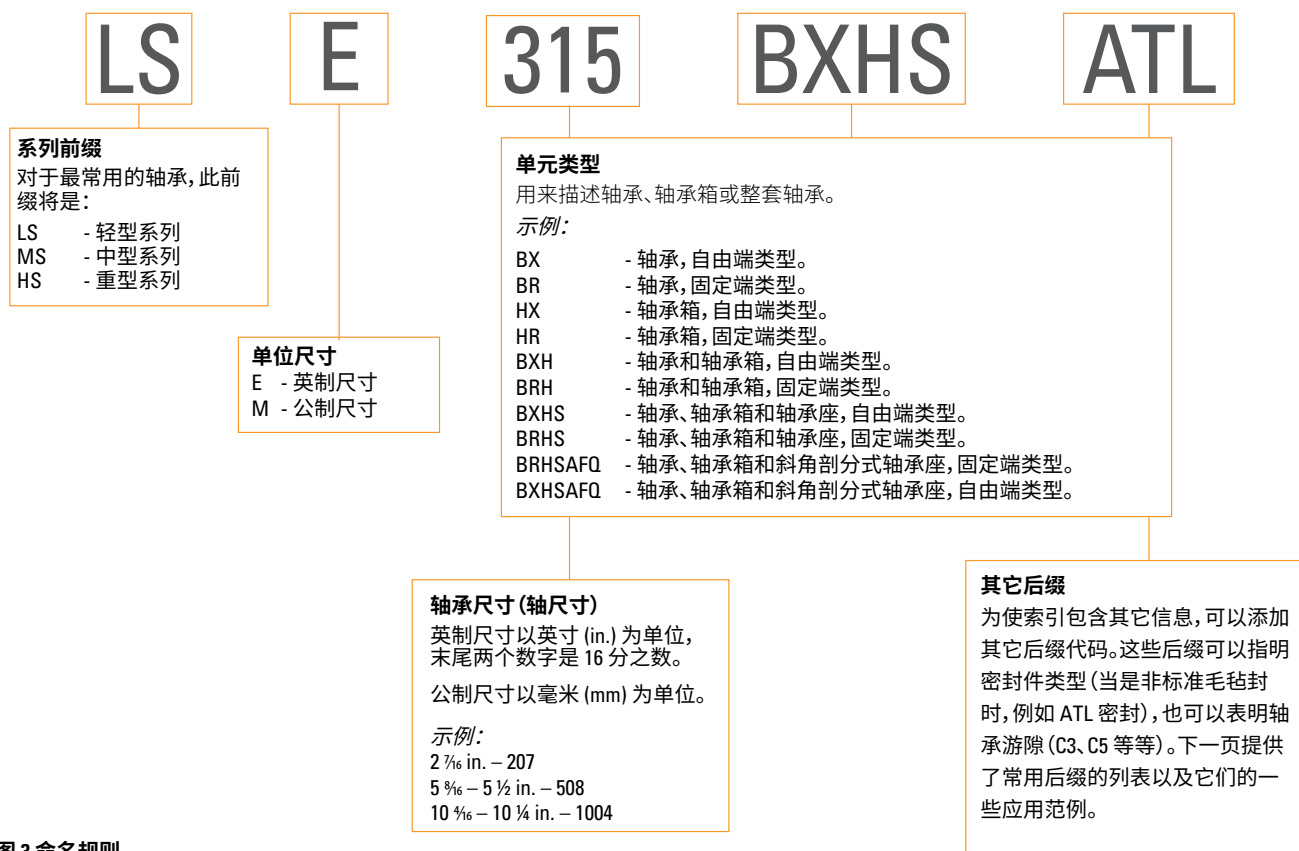 LS E 315 BXHS ATL
系列前缀
对于最常用的轴承，此前
缀将是：
LS - 轻型系列
MS - 中型系列
HS - 重型系列
单位尺寸
E - 英制尺寸
M - 公制尺寸
单元类型
用来描述轴承、轴承箱或整套轴承。
示例：
BX - 轴承，自由端类型。
BR - 轴承，固定端类型。
HX - 轴承箱，自由端类型。
HR - 轴承箱，固定端类型。
BXH - 轴承和轴承箱，自由端类型。
BRH - 轴承和轴承箱，固定端类型。
BXHS - 轴承、轴承箱和轴承座，自由端类型。
BRHS - 轴承、轴承箱和轴承座，固定端类型。
BRHSAFQ - 轴承、轴承箱和斜角剖分式轴承座，固定端类型。
BXHSAFQ - 轴承、轴承箱和斜角剖分式轴承座，自由端类型。
轴承尺寸（轴尺寸）
英制尺寸以英寸 (in.) 为单位，
末尾两个数字是 16 分之数。
公制尺寸以毫米 (mm) 为单位。
示例：
2 7⁄16 in. – 207
5 8⁄16 – 5 ½ in. – 508
10 4⁄16 – 10 ¼ in. – 1004
其它后缀
为使索引包含其它信息，可以添加
其它后缀代码。这些后缀可以指明
密封件类型（当是非标准毛毡封
时，例如 ATL 密封），也可以表明轴
承游隙（C3、C5 等等）。下一页提供
了常用后缀的列表以及它们的一
些应用范例。